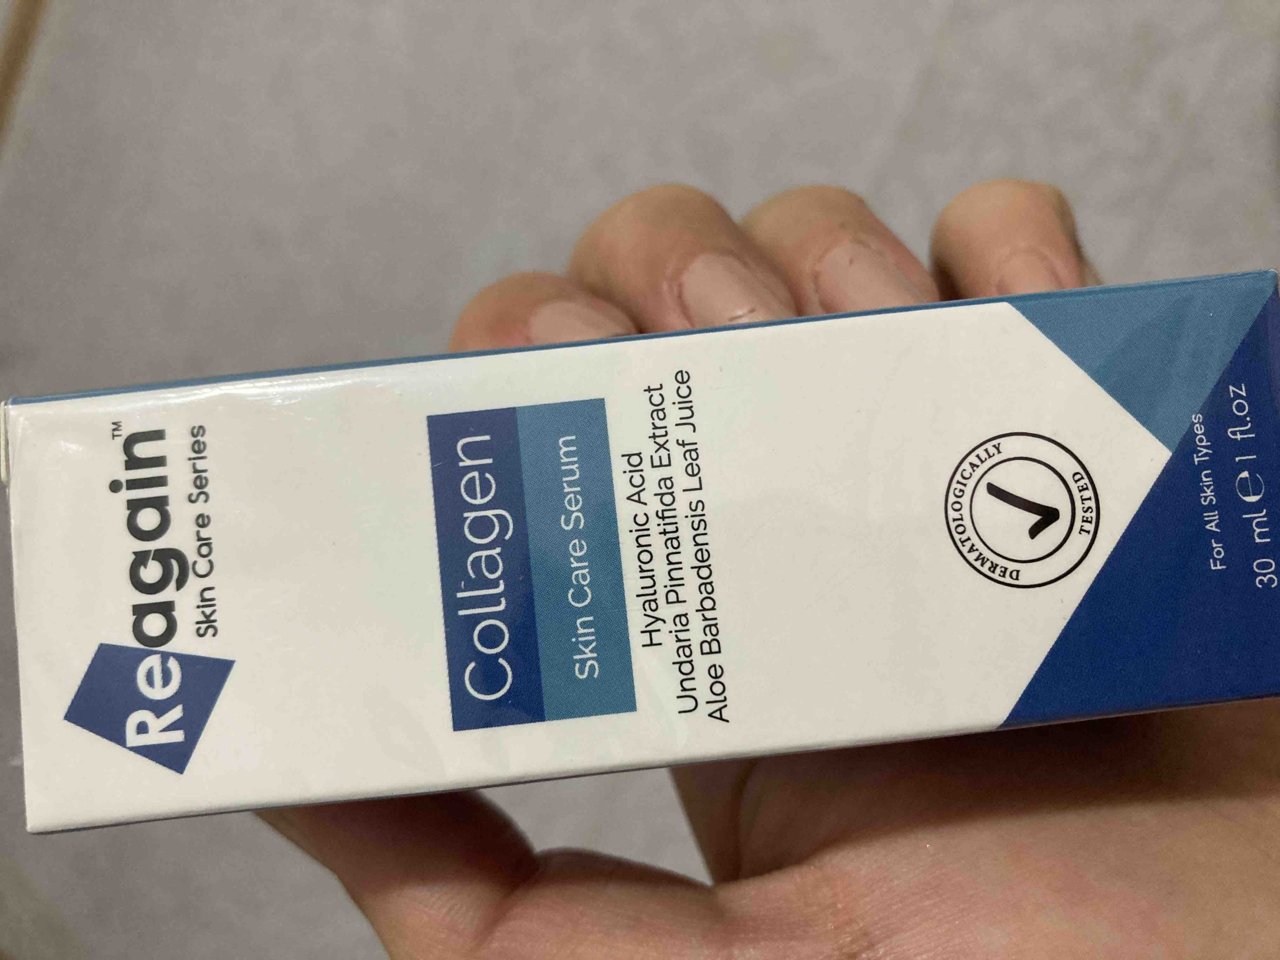 Reagain™
Skin Care Series
Collagen
Skin Care Serum
Hyaluronic Acid
Undaria Pinnatifida Extract
Aloe Barbadensis Leaf Juice
DERMATOLOGICALLY
TESTED
For All Skin Types
30 ml ℮ 1 fl.oz